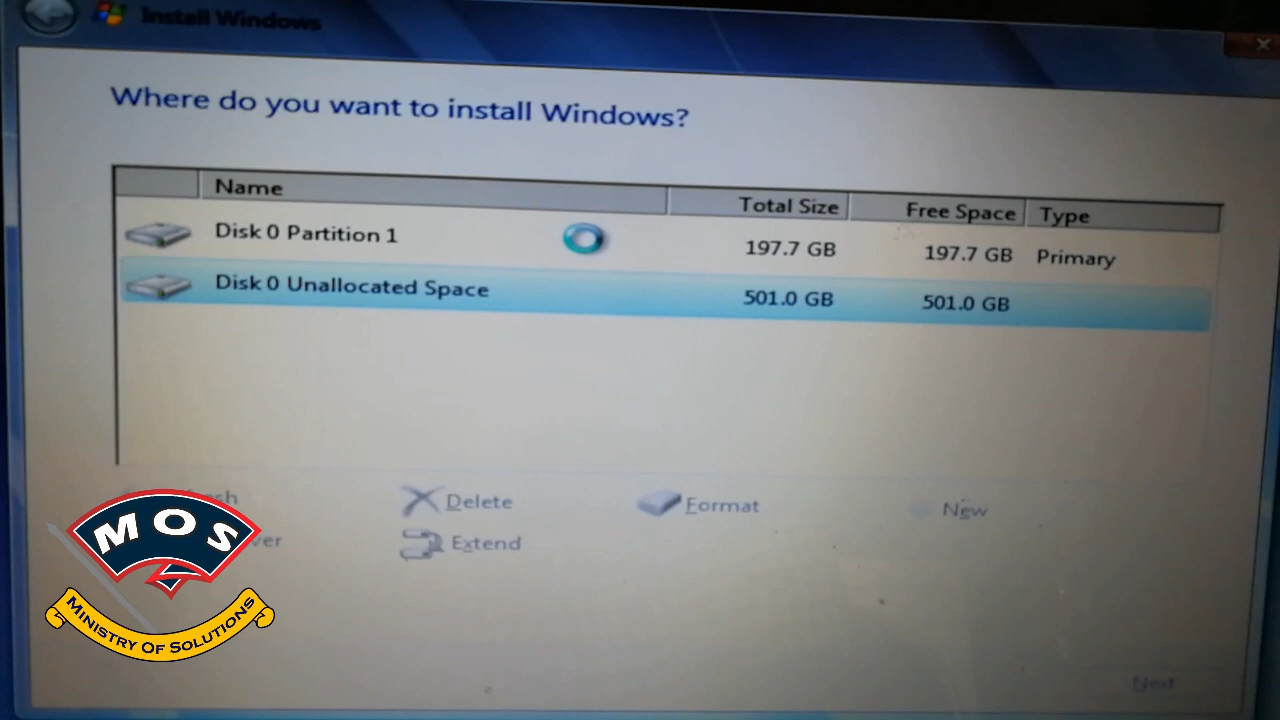 Install Windows
Where do you want to install Windows?
Name Total Size Free Space Type
Disk 0 Partition 1 197.7 GB 197.7 GB Primary
Disk 0 Unallocated Space 501.0 GB 501.0 GB
Delete Format New
Extend
MOS
MINISTRY OF SOLUTIONS
Next